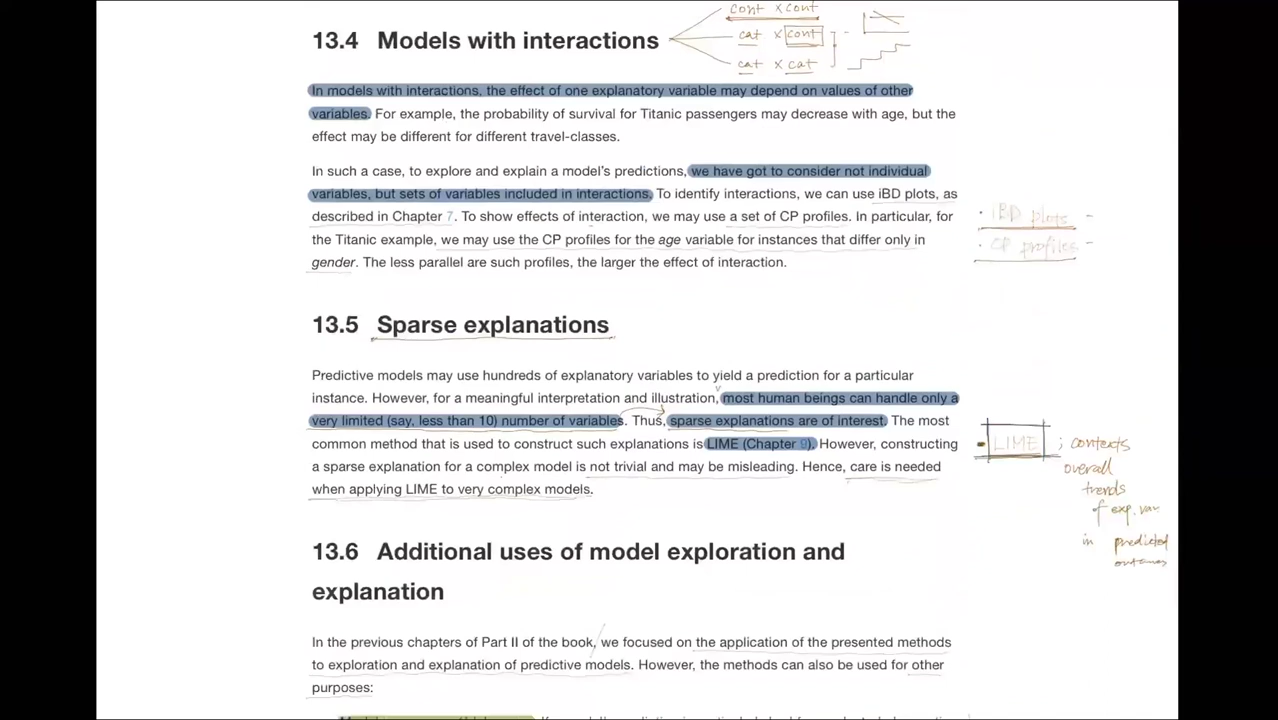 cont x cont
13.4 Models with interactions
cat x cont
cat x cat
In models with interactions, the effect of one explanatory variable may depend on values of other
variables. For example, the probability of survival for Titanic passengers may decrease with age, but the
effect may be different for different travel-classes.
In such a case, to explore and explain a model's predictions, we have got to consider not individual
variables, but sets of variables included in interactions. To identify interactions, we can use iBD plots, as
described in Chapter 7. To show effects of interaction, we may use a set of CP profiles. In particular, for
the Titanic example, we may use the CP profiles for the age variable for instances that differ only in
gender. The less parallel are such profiles, the larger the effect of interaction.
· iBD plots -
· CP profiles -
13.5 Sparse explanations
Predictive models may use hundreds of explanatory variables to yield a prediction for a particular
instance. However, for a meaningful interpretation and illustration, most human beings can handle only a
very limited (say, less than 10) number of variables. Thus, sparse explanations are of interest. The most
common method that is used to construct such explanations is LIME (Chapter 9). However, constructing
a sparse explanation for a complex model is not trivial and may be misleading. Hence, care is needed
when applying LIME to very complex models.
- LIME ; contexts
overall
trends
of exp. var
in predicted
outcomes
13.6 Additional uses of model exploration and
explanation
In the previous chapters of Part II of the book, we focused on the application of the presented methods
to exploration and explanation of predictive models. However, the methods can also be used for other
purposes: